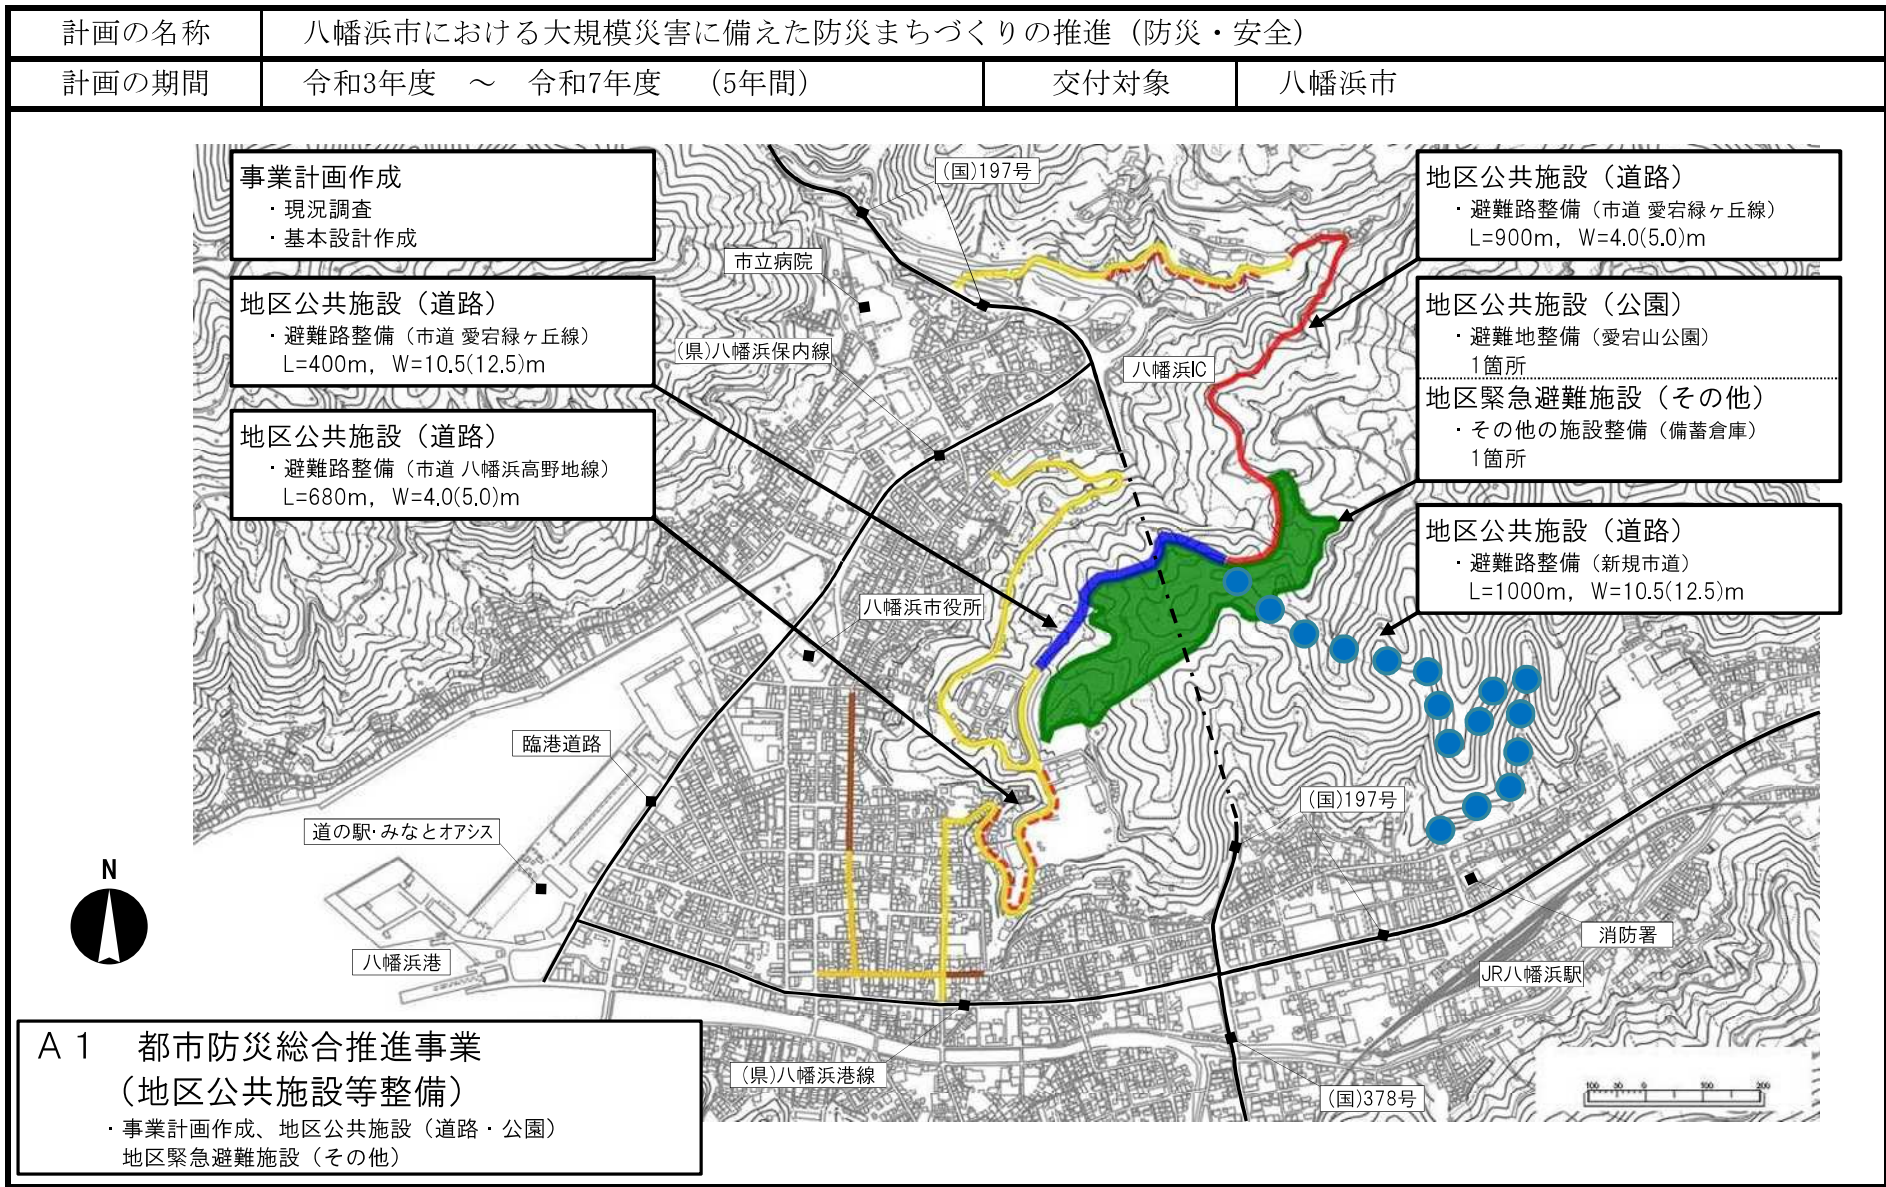 計画の名称
八幡浜市における大規模災害に備えた防災まちづくりの推進（防災・安全）
計画の期間
令和3年度　～　令和7年度　（5年間）
交付対象
八幡浜市
事業計画作成
・現況調査
・基本設計作成
地区公共施設（道路）
・避難路整備（市道 愛宕緑ヶ丘線）
L=400m，W=10.5(12.5)m
地区公共施設（道路）
・避難路整備（市道 八幡浜高野地線）
L=680m，W=4.0(5.0)m
地区公共施設（道路）
・避難路整備（市道 愛宕緑ヶ丘線）
L=900m，W=4.0(5.0)m
地区公共施設（公園）
・避難地整備（愛宕山公園）
1箇所
地区緊急避難施設（その他）
・その他の施設整備（備蓄倉庫）
1箇所
地区公共施設（道路）
・避難路整備（新規市道）
L=1000m，W=10.5(12.5)m
(国)197号
市立病院
(県)八幡浜保内線
八幡浜IC
八幡浜市役所
臨港道路
道の駅・みなとオアシス
(国)197号
N
八幡浜港
消防署
JR八幡浜駅
(県)八幡浜港線
(国)378号
100 50 0 100 200
A 1　都市防災総合推進事業
（地区公共施設等整備）
・事業計画作成、地区公共施設（道路・公園）
地区緊急避難施設（その他）